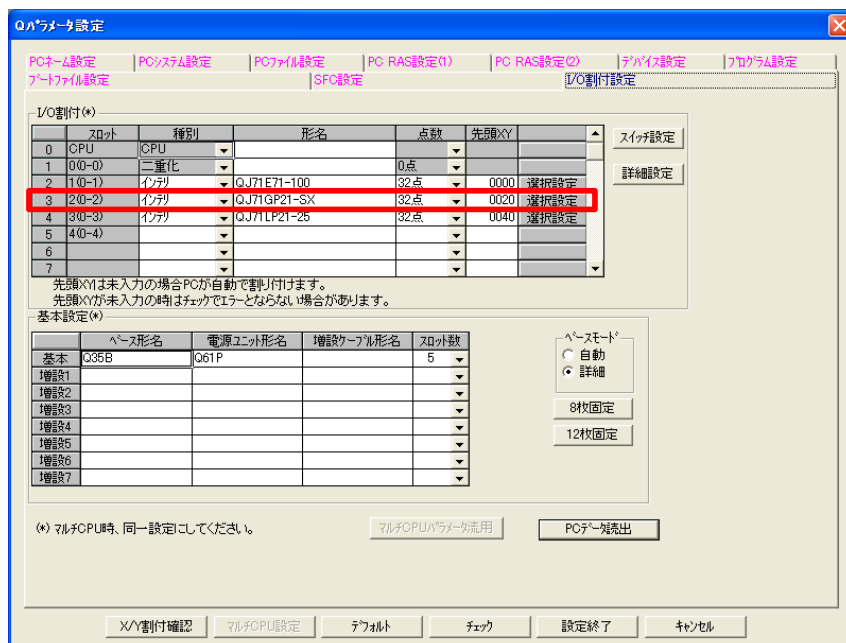 Qパラメータ設定
PCネーム設定 PCシステム設定 PCファイル設定 PC RAS設定(1) PC RAS設定(2) デバイス設定 プログラム設定
ブートファイル設定 SFC設定 I/O割付設定
I/O割付(*)
スロット 種別 形名 点数 先頭XY
0 CPU CPU
1 0(0-0) 二重化 0点
2 1(0-1) インテリ QJ71E71-100 32点 0000 選択設定
3 2(0-2) インテリ QJ71GP21-SX 32点 0020 選択設定
4 3(0-3) インテリ QJ71LP21-25 32点 0040 選択設定
5 4(0-4)
6
7
スイッチ設定
詳細設定
先頭XYは未入力の場合PCが自動で割り付けます。
先頭XYが未入力の時はチェックでエラーとならない場合があります。
基本設定(*)
ベース形名 電源ユニット形名 増設ケーブル形名 スロット数
基本 Q35B Q61P 5
増設1
増設2
増設3
増設4
増設5
増設6
増設7
ベースモード
自動
詳細
8枚固定
12枚固定
(*) マルチCPU時、同一設定にしてください。 マルチCPUパラメータ流用 PCデータ読出
X/Y割付確認 マルチCPU設定 デフォルト チェック 設定終了 キャンセル